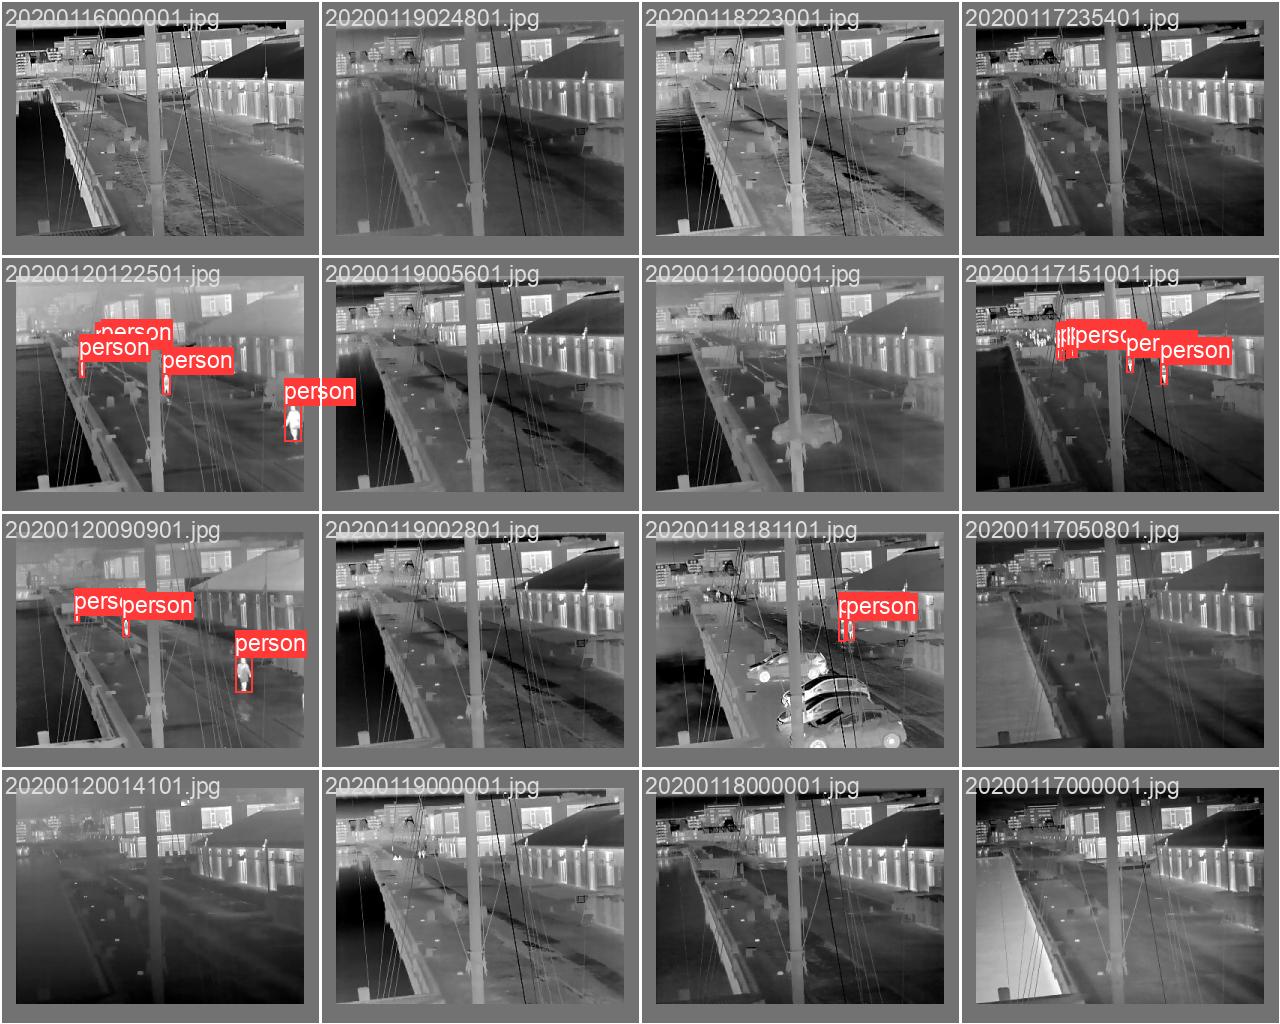 20200116000001.jpg
20200119024801.jpg
20200118223001.jpg
20200117235401.jpg
20200120122501.jpg
20200119005601.jpg
20200121000001.jpg
20200117151001.jpg
person
person
person
person
person
person
20200120090901.jpg
20200119002801.jpg
20200118181101.jpg
20200117050801.jpg
person
person
person
20200120014101.jpg
20200119000001.jpg
20200118000001.jpg
20200117000001.jpg